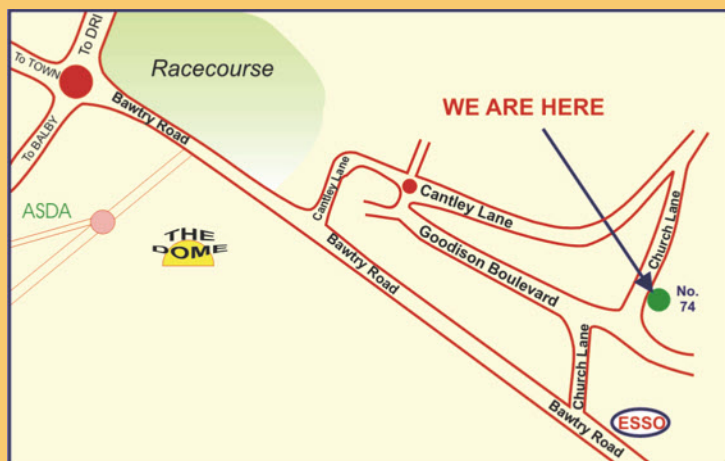 To TOWN
To DRI
To BALBY
Racecourse
Bawtry Road
WE ARE HERE
Cantley Lane
Cantley Lane
Church Lane
ASDA
THE
DOME
Bawtry Road
Goodison Boulevard
No.
74
Church Lane
Bawtry Road
ESSO